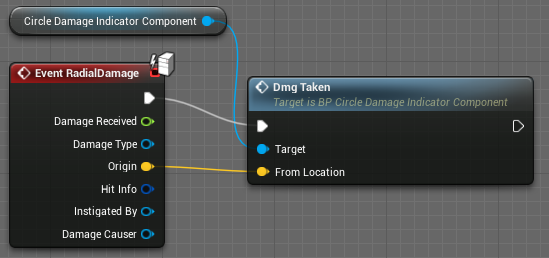 Circle Damage Indicator Component
Event RadialDamage
Damage Received
Damage Type
Origin
Hit Info
Instigated By
Damage Causer
Dmg Taken
Target is BP Circle Damage Indicator Component
Target
From Location